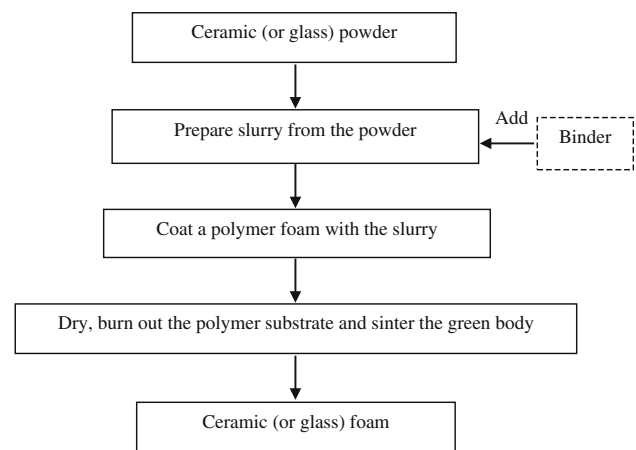 Ceramic (or glass) powder
Prepare slurry from the powder
Add
Binder
Coat a polymer foam with the slurry
Dry, burn out the polymer substrate and sinter the green body
Ceramic (or glass) foam